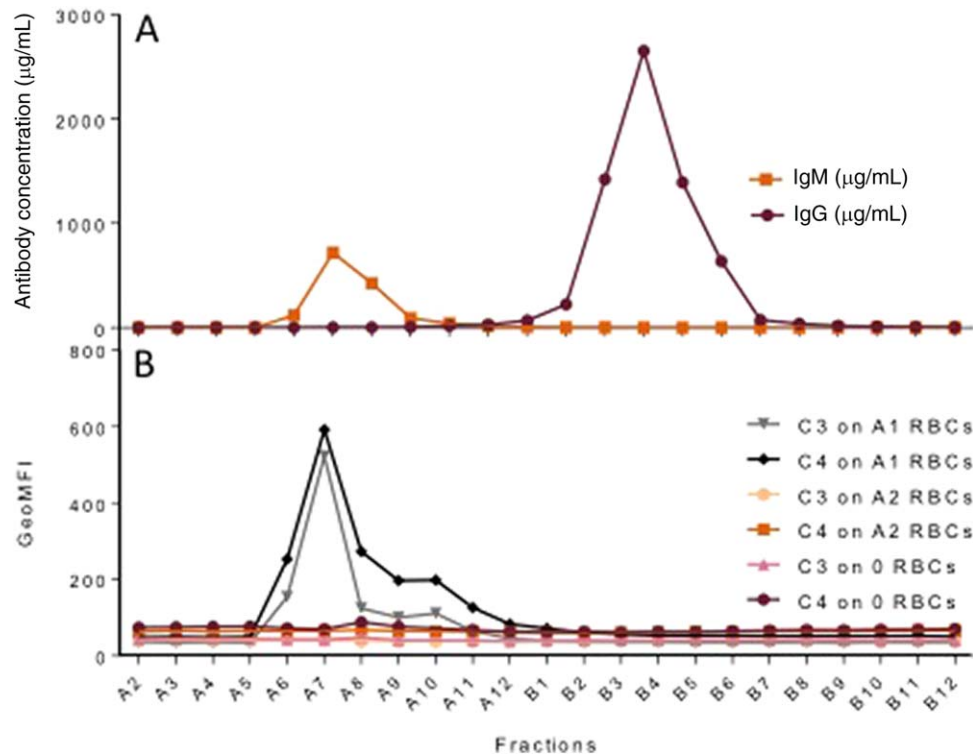 A
Antibody concentration (µg/mL)
3000
2000
1000
0
IgM (µg/mL)
IgG (µg/mL)
B
GeoMFI
800
600
400
200
0
C3 on A1 RBCs
C4 on A1 RBCs
C3 on A2 RBCs
C4 on A2 RBCs
C3 on 0 RBCs
C4 on 0 RBCs
A2 A3 A4 A5 A6 A7 A8 A9 A10 A11 A12 B1 B2 B3 B4 B5 B6 B7 B8 B9 B10 B11 B12
Fractions